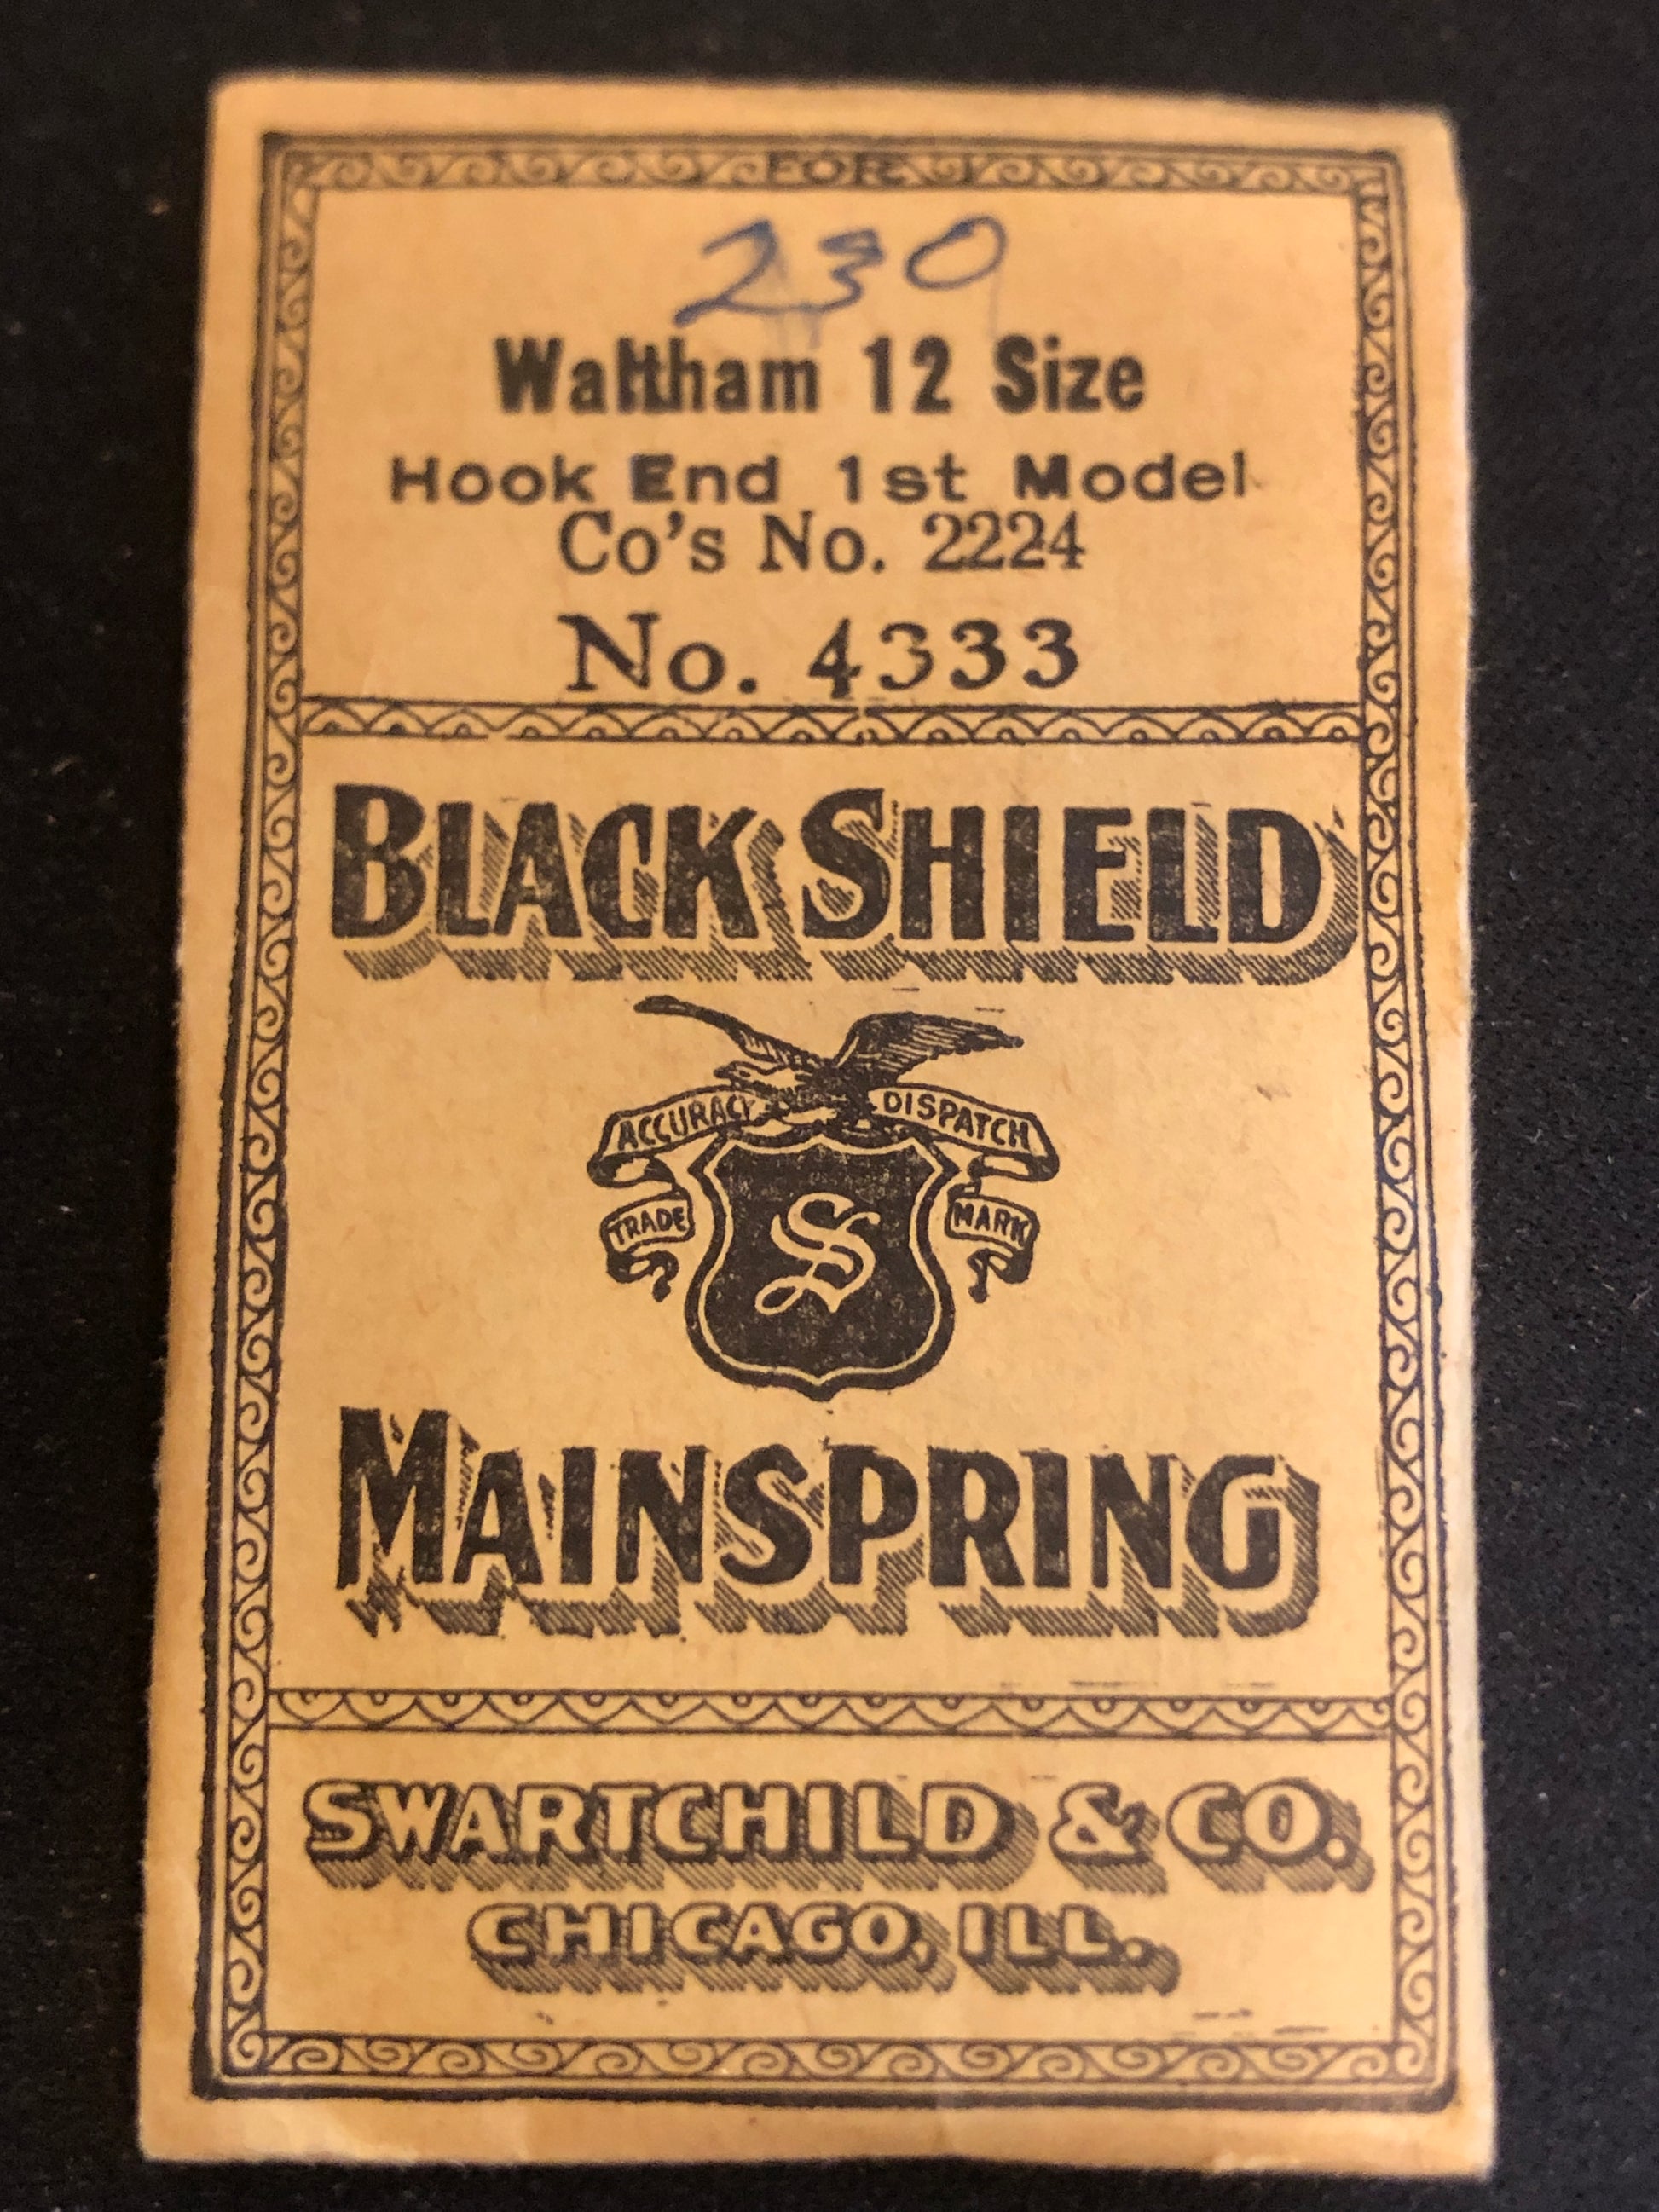 FOR
230
Waltham 12 Size
Hook End 1st Model
Co's No. 2224
No. 4333
BLACK SHIELD
ACCURACY DISPATCH
TRADE MARK
S
MAINSPRING
SWARTCHILD & CO.
CHICAGO, ILL.